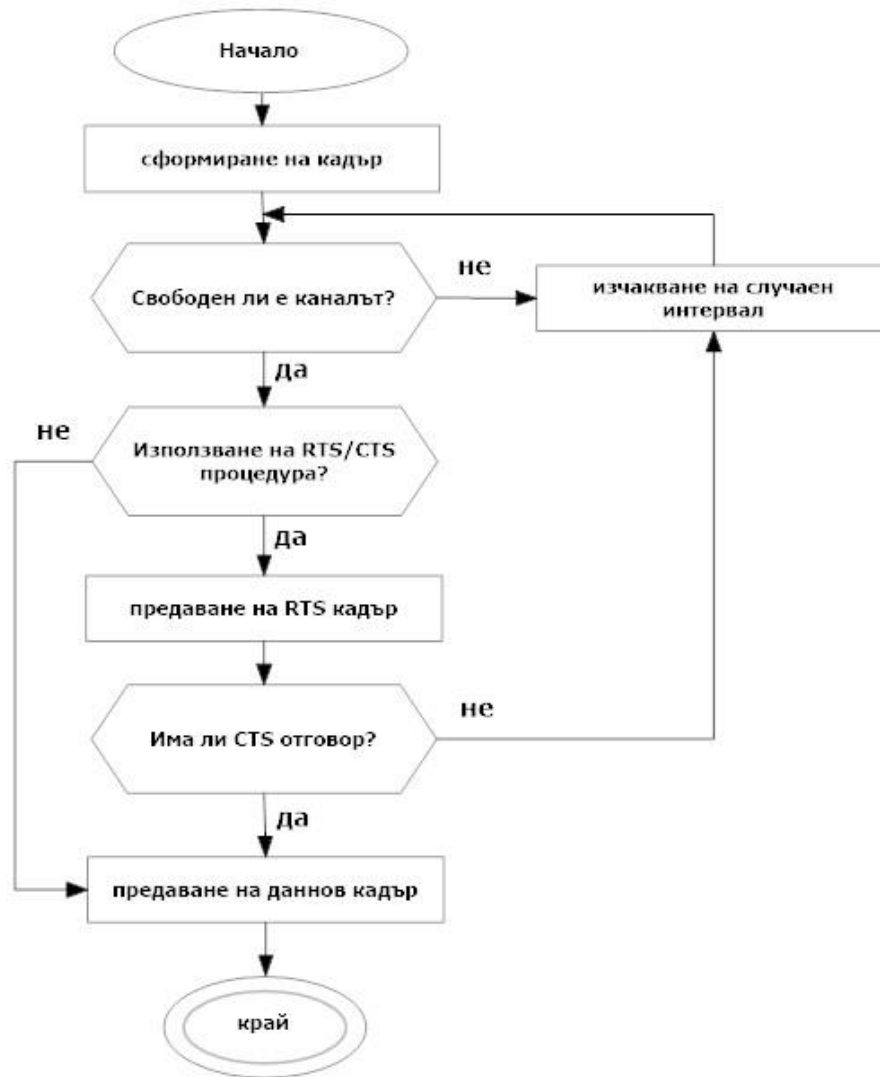 Начало
сформиране на кадър
Свободен ли е каналът?
не
изчакване на случаен
интервал
да
не
Използване на RTS/CTS
процедура?
да
предаване на RTS кадър
Има ли CTS отговор?
не
да
предаване на даннов кадър
край